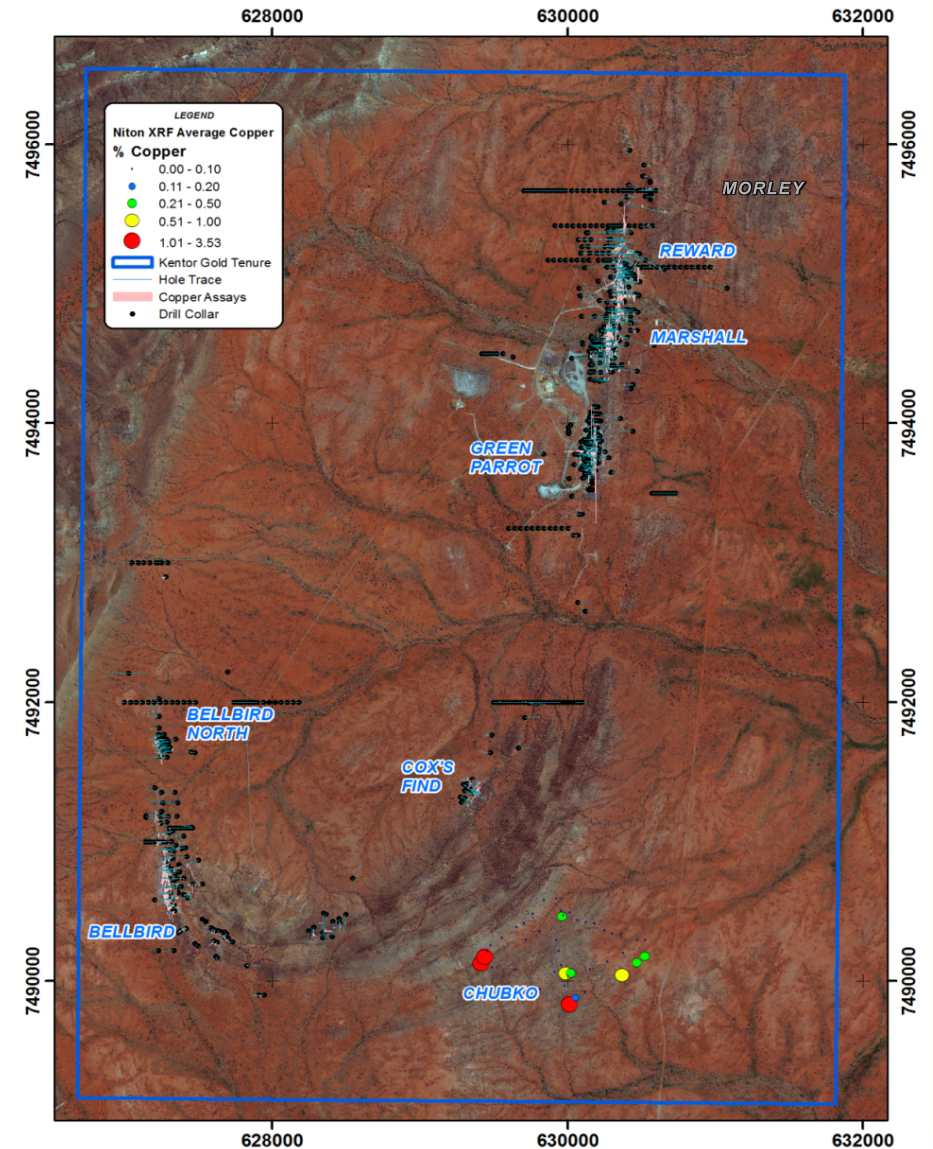 628000
630000
632000
LEGEND
Niton XRF Average Copper
% Copper
0.00 - 0.10
0.11 - 0.20
0.21 - 0.50
0.51 - 1.00
1.01 - 3.53
Kentor Gold Tenure
Hole Trace
Copper Assays
Drill Collar
7496000
7496000
MORLEY
REWARD
MARSHALL
7494000
7494000
GREEN
PARROT
7492000
7492000
BELLBIRD
NORTH
COX'S
FIND
BELLBIRD
7490000
7490000
CHUBKO
628000
630000
632000